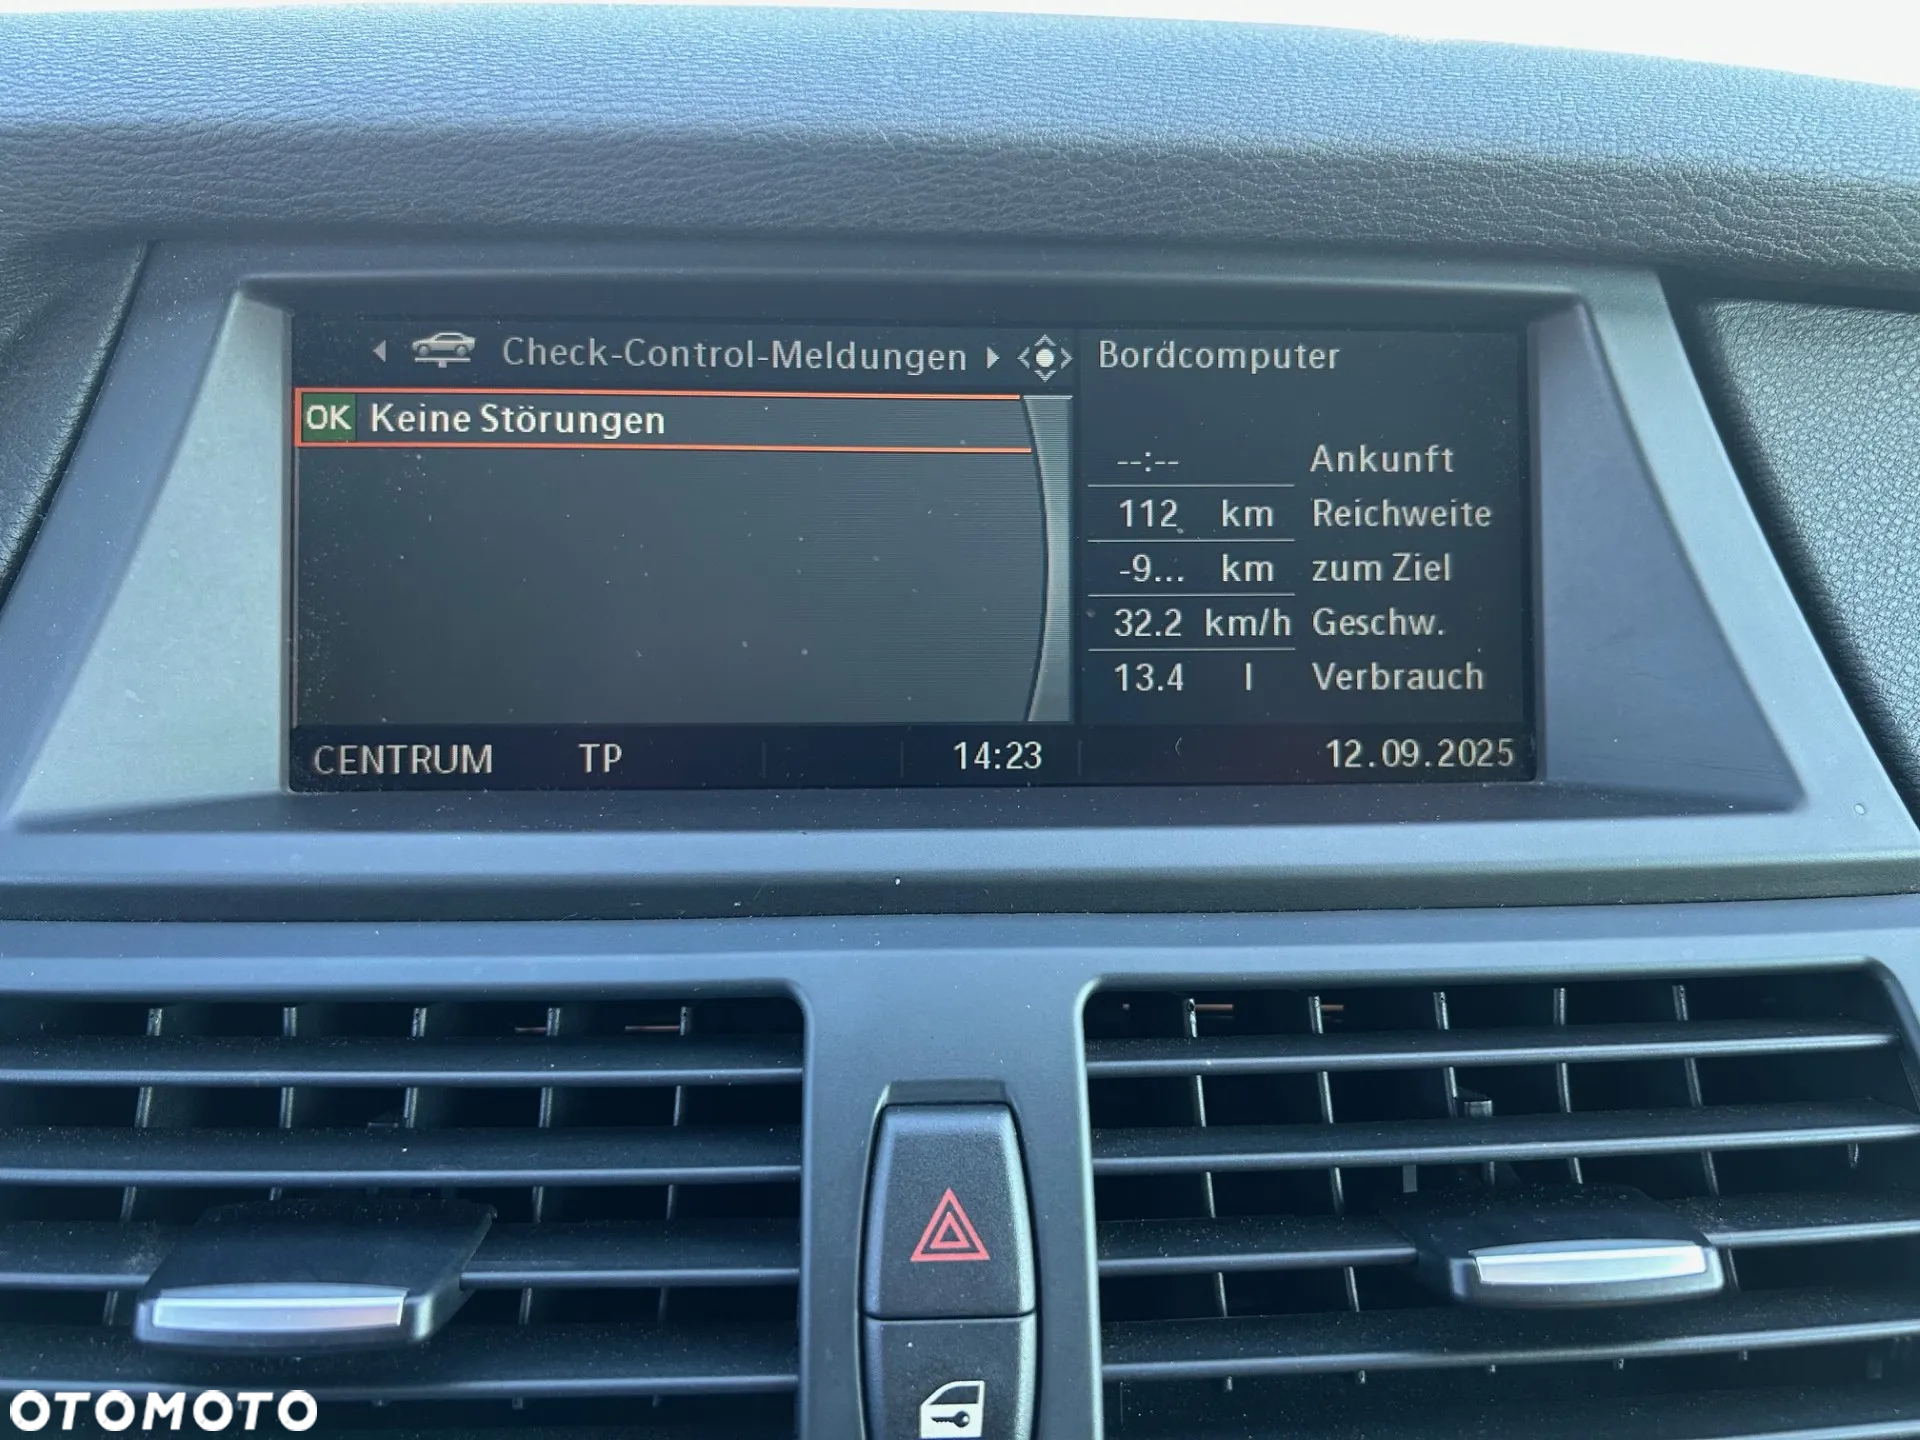 Check-Control-Meldungen
OK Keine Störungen
Bordcomputer
--:-- Ankunft
112 km Reichweite
-9... km zum Ziel
32.2 km/h Geschw.
13.4 l Verbrauch
CENTRUM TP 14:23 12.09.2025
OTOMOTO